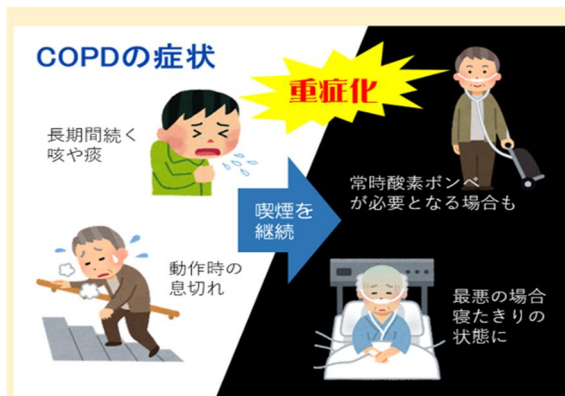 COPDの症状
重症化
長期間続く
咳や痰
動作時の
息切れ
喫煙を
継続
常時酸素ボンベ
が必要となる場合も
最悪の場合
寝たきりの
状態に